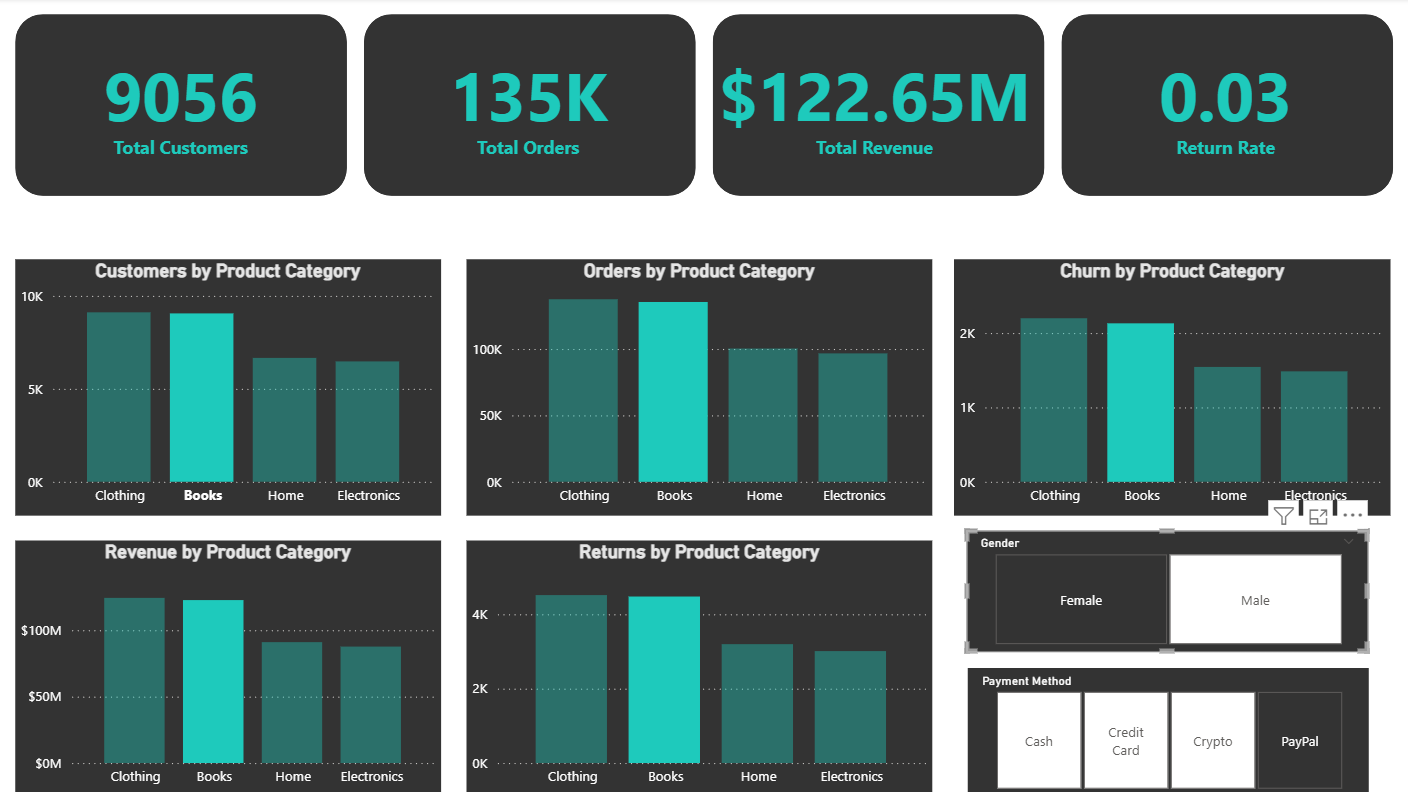 9056
Total Customers
135K
Total Orders
$122.65M
Total Revenue
0.03
Return Rate
Customers by Product Category
10K
5K
0K
Clothing
Books
Home
Electronics
Orders by Product Category
100K
50K
0K
Clothing
Books
Home
Electronics
Churn by Product Category
2K
1K
0K
Clothing
Books
Home
Electronics
Revenue by Product Category
$100M
$50M
$0M
Clothing
Books
Home
Electronics
Returns by Product Category
4K
2K
0K
Clothing
Books
Home
Electronics
Gender
Female
Male
Payment Method
Cash
Credit
Card
Crypto
PayPal